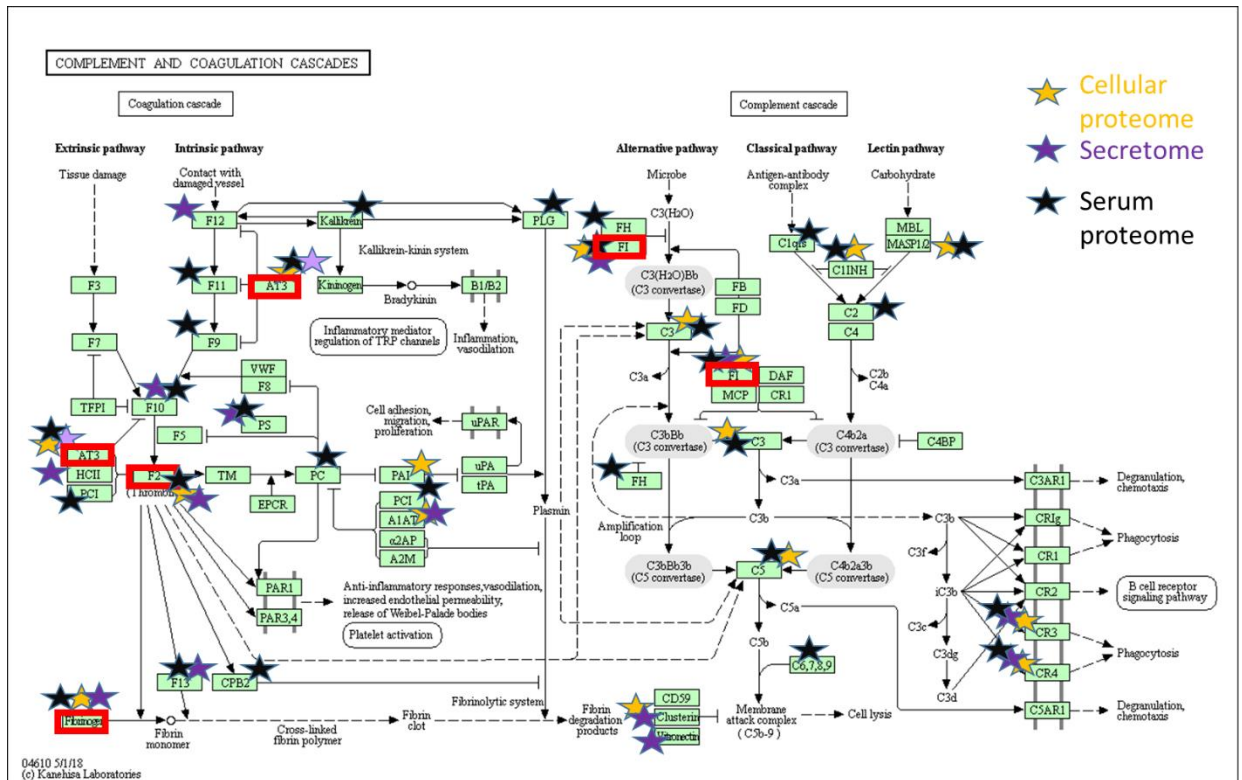 COMPLEMENT AND COAGULATION CASCADES
Coagulation cascade
Complement cascade
Cellular
proteome
Secretome
Serum
proteome
Extrinsic pathway
Intrinsic pathway
Alternative pathway
Classical pathway
Lectin pathway
Tissue damage
Contact with
damaged vessel
Microbe
Antigen-antibody
complex
Carbohydrate
F12
Kallikrein
PLG
C3(H2O)
FH
FI
C1qrs
MBL
MASP1/2
C1INH
Kallikrein-kinin system
F3
F11
AT3
Kininogen
Bradykinin
B1/B2
C3(H2O)Bb
(C3 convertase)
FB
FD
C2
C4
F7
F9
Inflammatory mediator
regulation of TRP channels
Inflammation,
vasodilation
C3
VWF
F8
C3a
FI
DAF
MCP
CR1
C2b
C4a
TFPI
F10
PS
F5
Cell adhesion,
migration,
proliferation
uPAR
C3bBb
(C3 convertase)
C3
C4b2a
(C3 convertase)
C4BP
AT3
HCII
PCI
F2
(Thrombin)
TM
PC
PAI
uPA
tPA
EPCR
FH
C3a
C3AR1
Degranulation,
chemotaxis
PCI
A1AT
α2AP
A2M
Plasmin
Amplification
loop
C3b
C3b
CRIg
Phagocytosis
C3f
CR1
C3bBb3b
(C5 convertase)
C5
C4b2a3b
(C5 convertase)
iC3b
CR2
B cell receptor
signaling pathway
PAR1
PAR3,4
Anti-inflammatory responses,vasodilation,
increased endothelial permeability,
release of Weibel-Palade bodies
Platelet activation
C5a
C3c
CR3
C5b
C3dg
Phagocytosis
C6,7,8,9
CR4
F13
CPB2
C3d
Fibrinolytic system
Fibrinogen
Fibrin
monomer
Cross-linked
fibrin polymer
Fibrin
clot
Fibrin
degradation
products
CD59
Clusterin
Vitronectin
Membrane
attack complex
(C5b-9)
Cell lysis
C5AR1
Degranulation,
chemotaxis
04610 5/1/18
(c) Kanehisa Laboratories